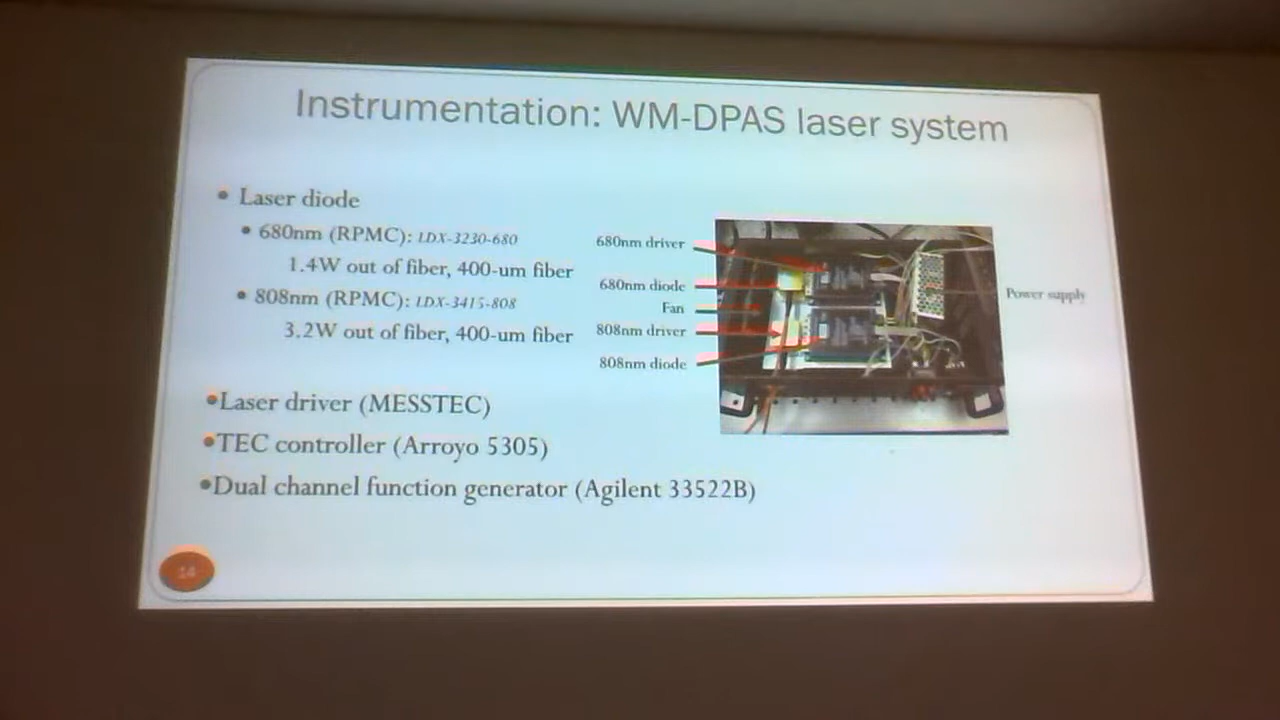 Instrumentation: WM-DPAS laser system
• Laser diode
• 680nm (RPMC): LDX-3230-680
1.4W out of fiber, 400-um fiber
• 808nm (RPMC): LDX-3415-808
3.2W out of fiber, 400-um fiber
•Laser driver (MESSTEC)
•TEC controller (Arroyo 5305)
•Dual channel function generator (Agilent 33522B)
680nm driver
680nm diode
Fan
808nm driver
808nm diode
Power supply
14